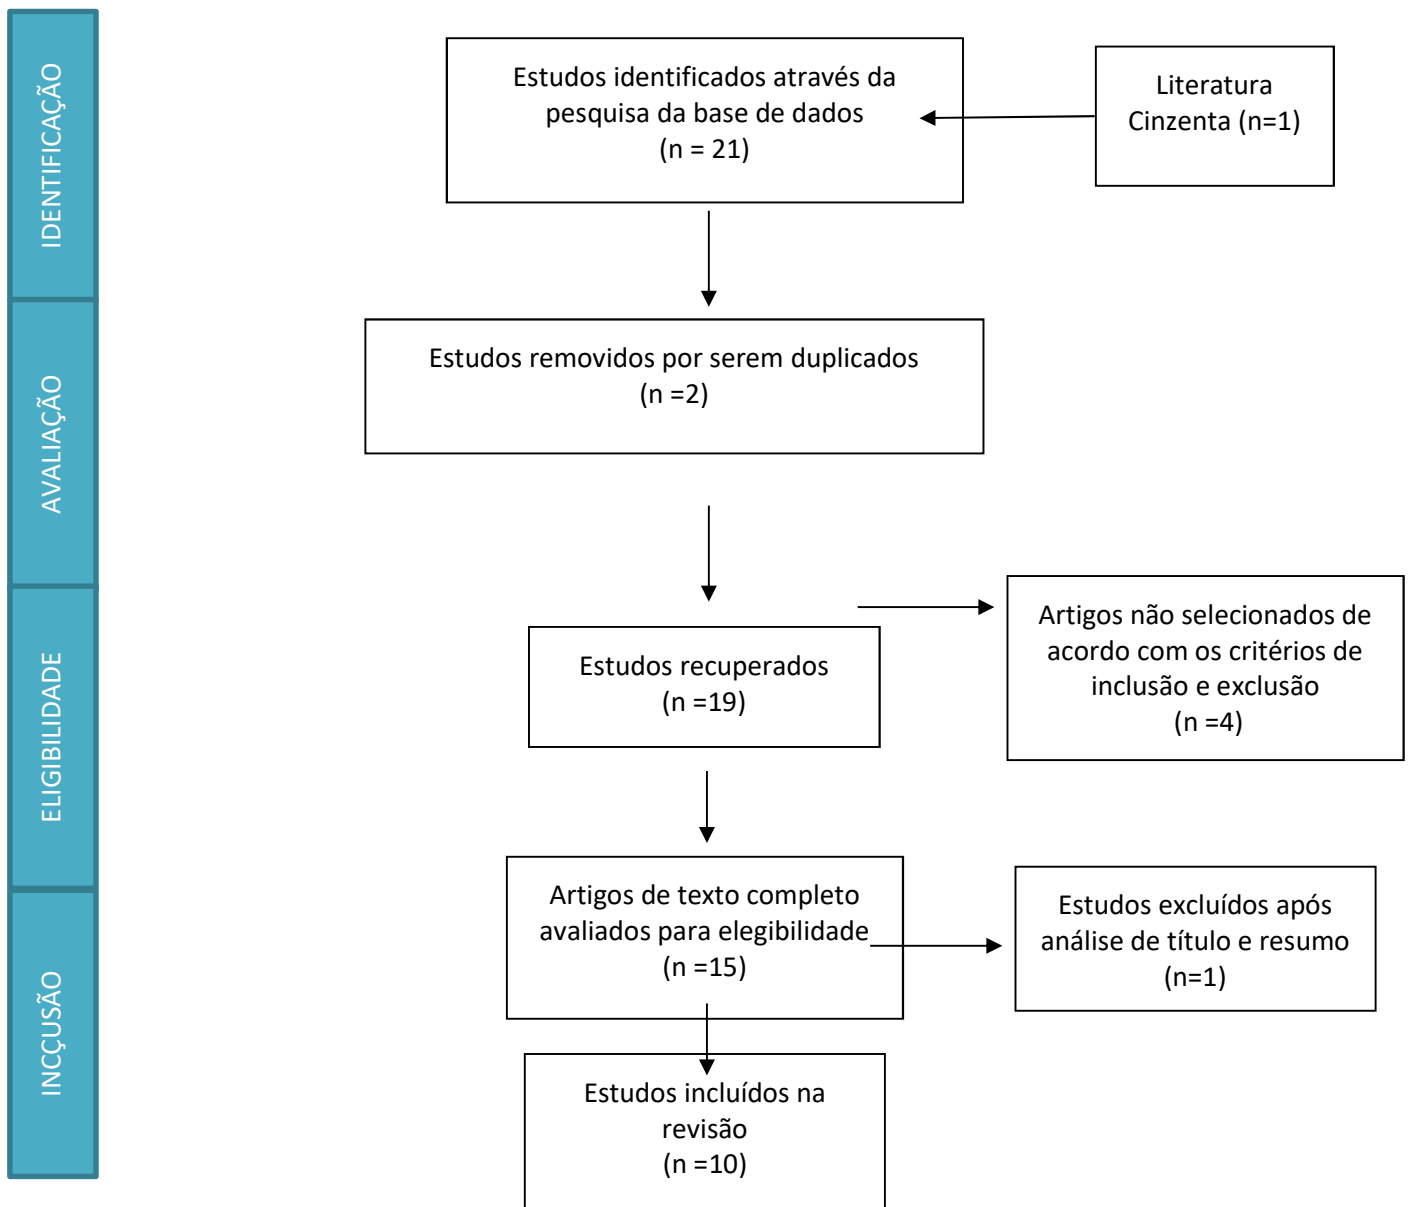 IDENTIFICAÇÃO
Estudos identificados através da
pesquisa da base de dados
(n = 21)
Literatura
Cinzenta (n=1)
AVALIAÇÃO
Estudos removidos por serem duplicados
(n =2)
ELIGIBILIDADE
Estudos recuperados
(n =19)
Artigos não selecionados de
acordo com os critérios de
inclusão e exclusão
(n =4)
INCÇUSÃO
Artigos de texto completo
avaliados para elegibilidade
(n =15)
Estudos excluídos após
análise de título e resumo
(n=1)
Estudos incluídos na
revisão
(n =10)